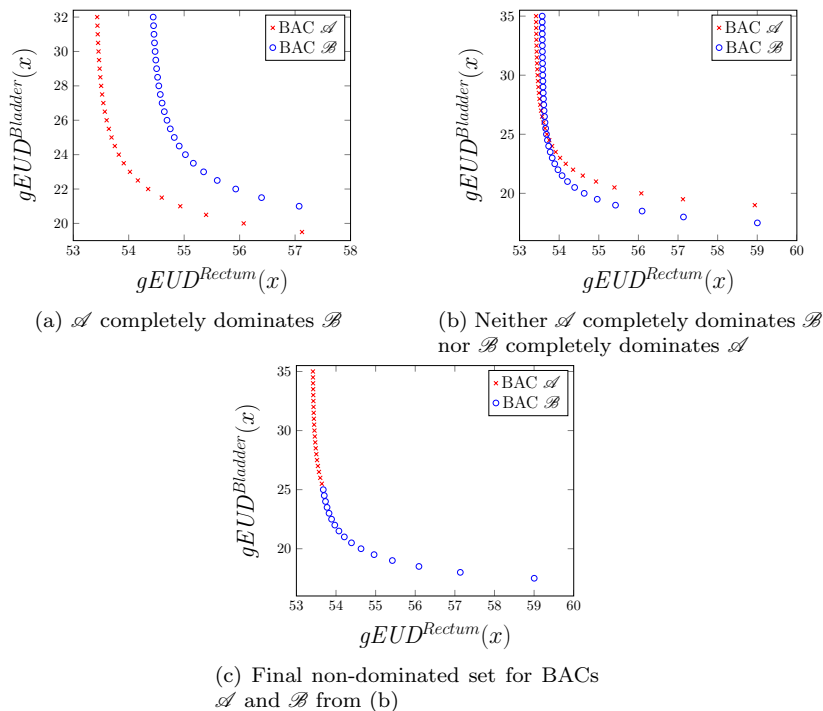 32
30
28
26
24
22
20
53 54 55 56 57 58
gEUD^Bladder(x)
gEUD^Rectum(x)
BAC 𝒜
BAC ℬ
(a) 𝒜 completely dominates ℬ
35
30
25
20
53 54 55 56 57 58 59 60
gEUD^Bladder(x)
gEUD^Rectum(x)
BAC 𝒜
BAC ℬ
(b) Neither 𝒜 completely dominates ℬ
nor ℬ completely dominates 𝒜
35
30
25
20
53 54 55 56 57 58 59 60
gEUD^Bladder(x)
gEUD^Rectum(x)
BAC 𝒜
BAC ℬ
(c) Final non-dominated set for BACs
𝒜 and ℬ from (b)